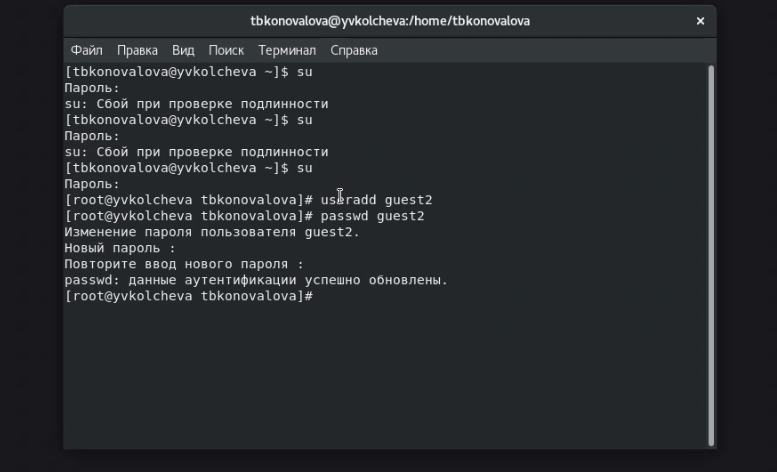 tbkonovalova@yvkolcheva:/home/tbkonovalova
Файл Правка Вид Поиск Терминал Справка
[tbkonovalova@yvkolcheva ~]$ su
Пароль:
su: Сбой при проверке подлинности
[tbkonovalova@yvkolcheva ~]$ su
Пароль:
su: Сбой при проверке подлинности
[tbkonovalova@yvkolcheva ~]$ su
Пароль:
[root@yvkolcheva tbkonovalova]# useradd guest2
[root@yvkolcheva tbkonovalova]# passwd guest2
Изменение пароля пользователя guest2.
Новый пароль :
Повторите ввод нового пароля :
passwd: данные аутентификации успешно обновлены.
[root@yvkolcheva tbkonovalova]#